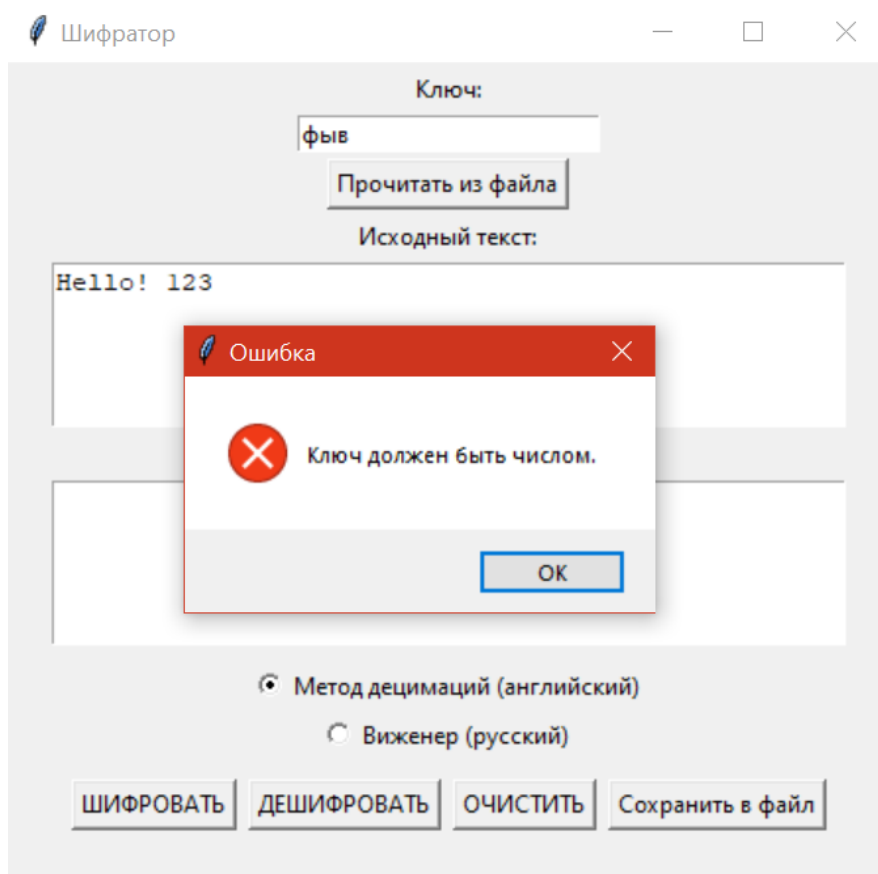 Шифратор
Ключ:
фыв
Прочитать из файла
Исходный текст:
Hello! 123
Ошибка
Ключ должен быть числом.
OK
Метод децимаций (английский)
Виженер (русский)
ШИФРОВАТЬ ДЕШИФРОВАТЬ ОЧИСТИТЬ Сохранить в файл